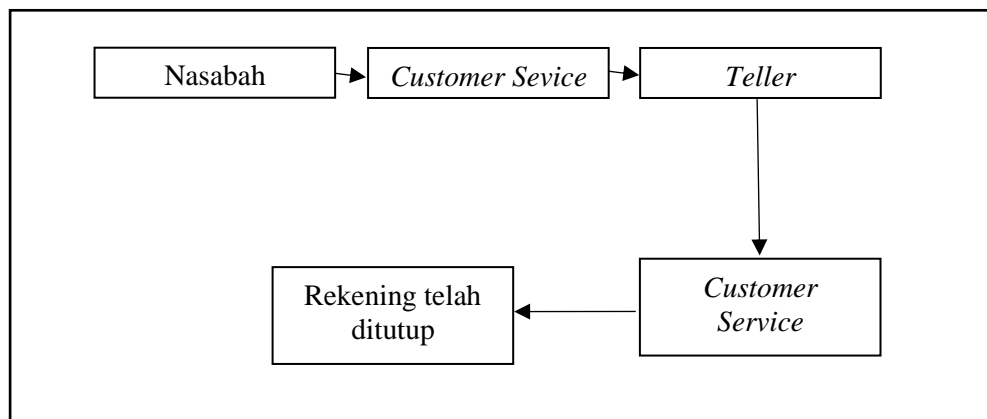 Nasabah
Customer Sevice
Teller
Customer
Service
Rekening telah
ditutup